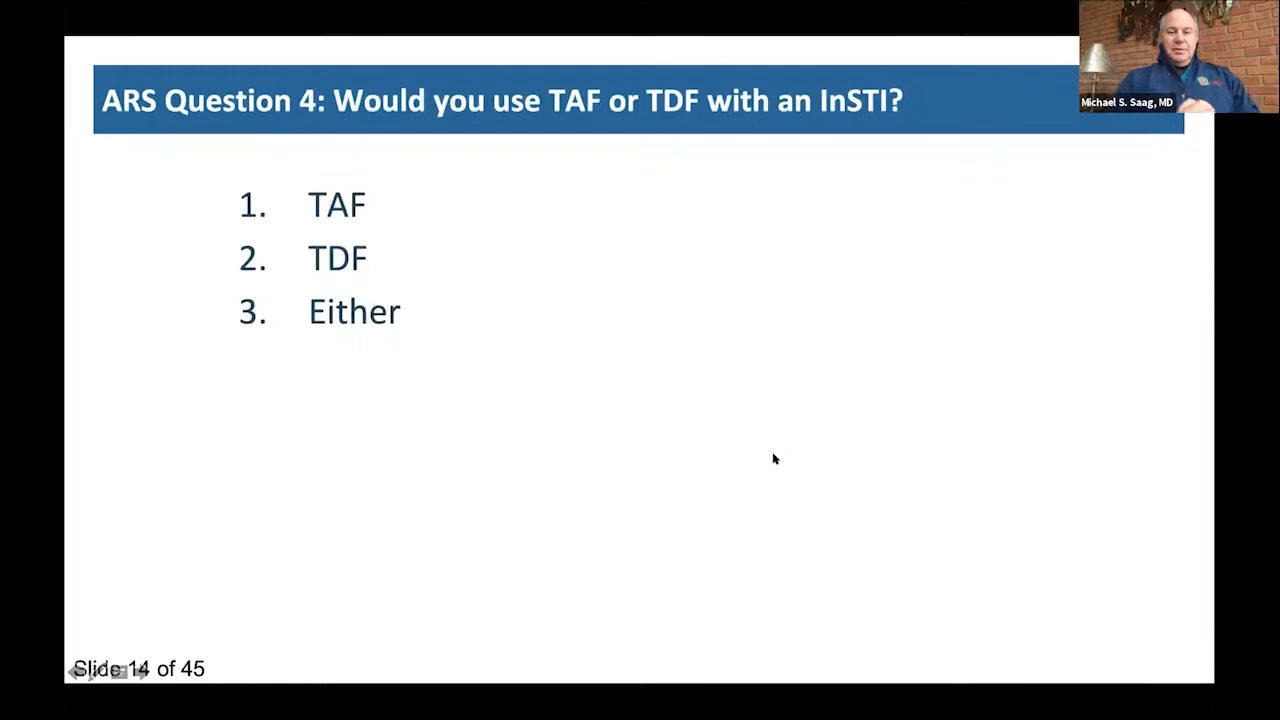 ARS Question 4: Would you use TAF or TDF with an InSTI?
Michael S. Saag, MD
1. TAF
2. TDF
3. Either
Slide 14 of 45